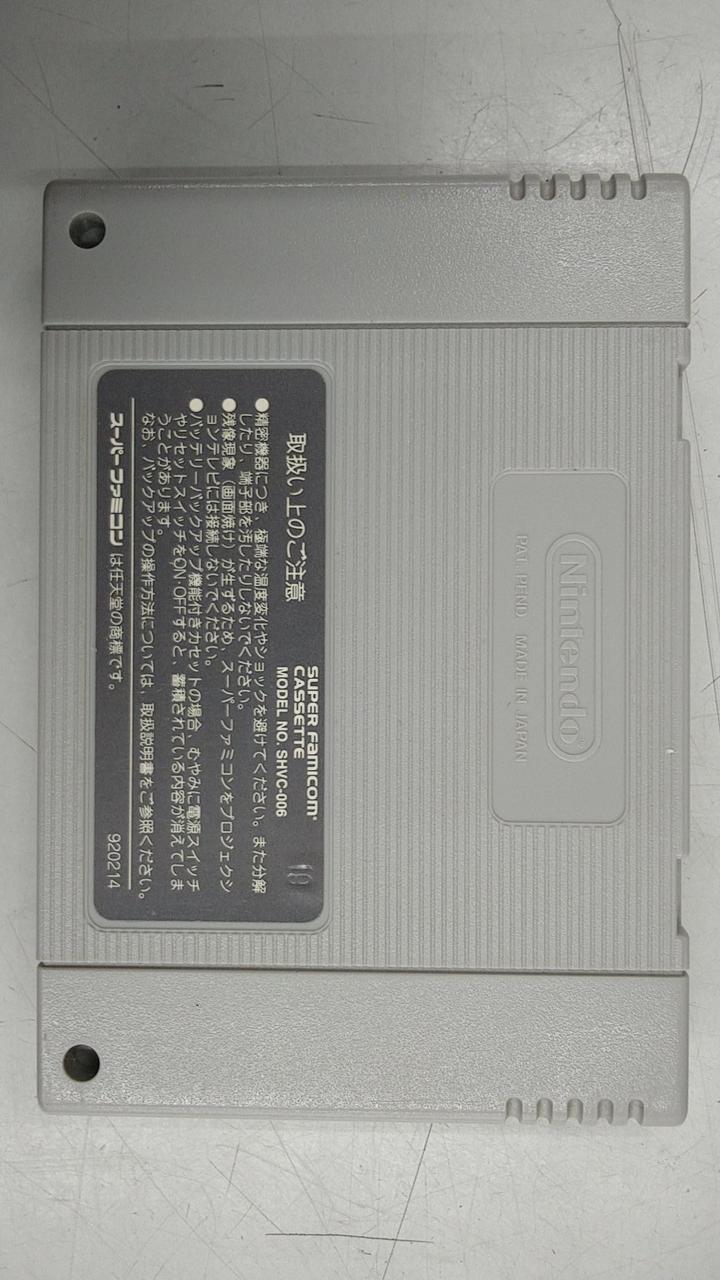 Nintendo®
PAT. PEND. MADE IN JAPAN
取扱い上のご注意
SUPER FAMICOM®
CASSETTE
MODEL NO. SHVC-006
18
●精密機器につき、極端な温度変化やショックを避けてください。また分解
したり、端子部を汚したりしないでください。
●残像現象（画面焼け）が生ずるため、スーパーファミコンをプロジェクシ
ョンテレビには接続しないでください。
●バッテリーバックアップ機能付きカセットの場合、むやみに電源スイッチ
やリセットスイッチをON・OFFすると、蓄積されている内容が消えてしま
うことがあります。
なお、バックアップの操作方法については、取扱説明書をご参照ください。
スーパーファミコンは任天堂の商標です。
920214